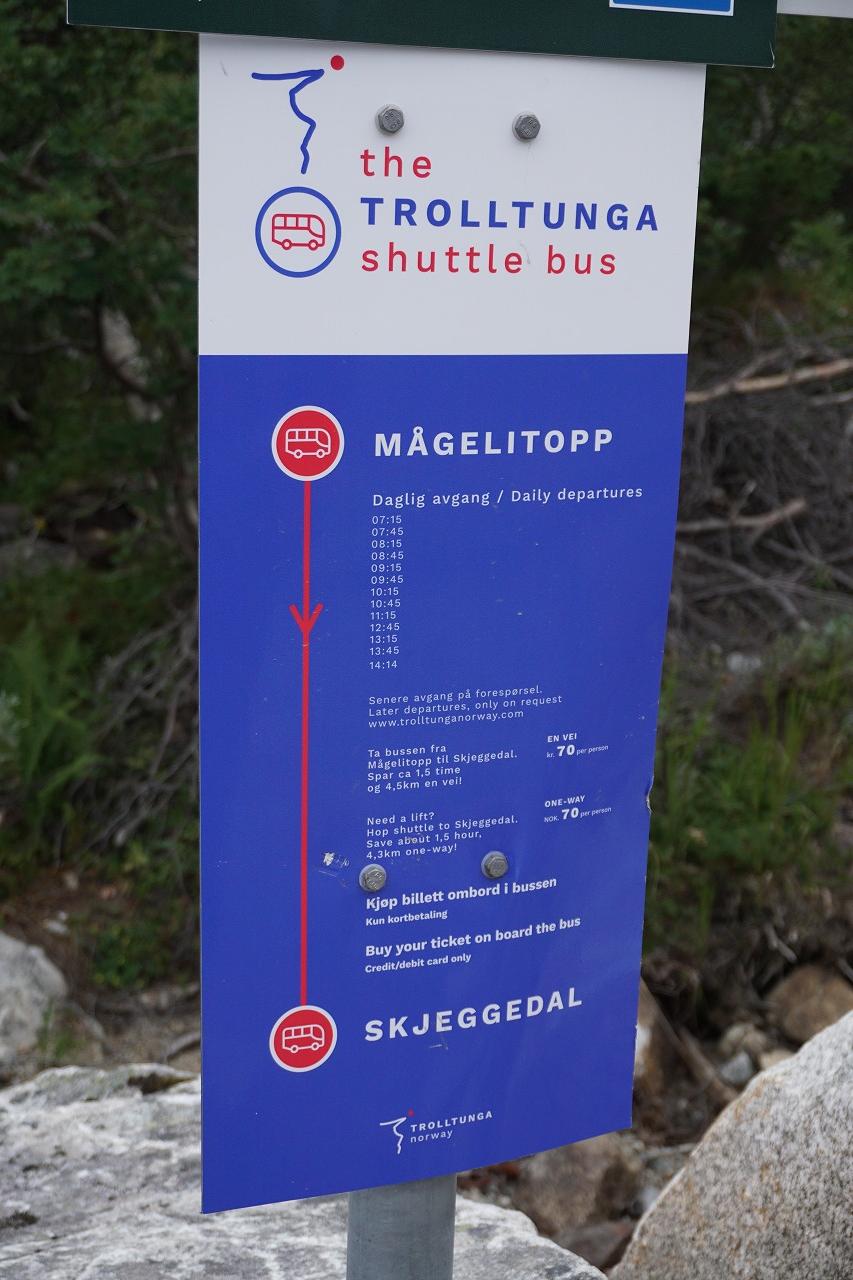 the
TROLLTUNGA
shuttle bus
MÅGELITOPP
Daglig avgang / Daily departures
07:15
07:45
08:15
08:45
09:15
09:45
10:15
10:45
11:15
12:45
13:15
13:45
14:14
Senere avgang på forespørsel.
Later departures, only on request
www.trolltunganorway.com
Ta bussen fra
Mågelitopp til Skjeggedal.
Spar ca 1,5 time
og 4,5km en vei!
EN VEI
kr. 70 per person
Need a lift?
Hop shuttle to Skjeggedal.
Save about 1,5 hour,
4,3km one-way!
ONE-WAY
NOK. 70 per person
Kjøp billett ombord i bussen
Kun kortbetaling
Buy your ticket on board the bus
Credit/debit card only
SKJEGGEDAL
TROLLTUNGA
norway